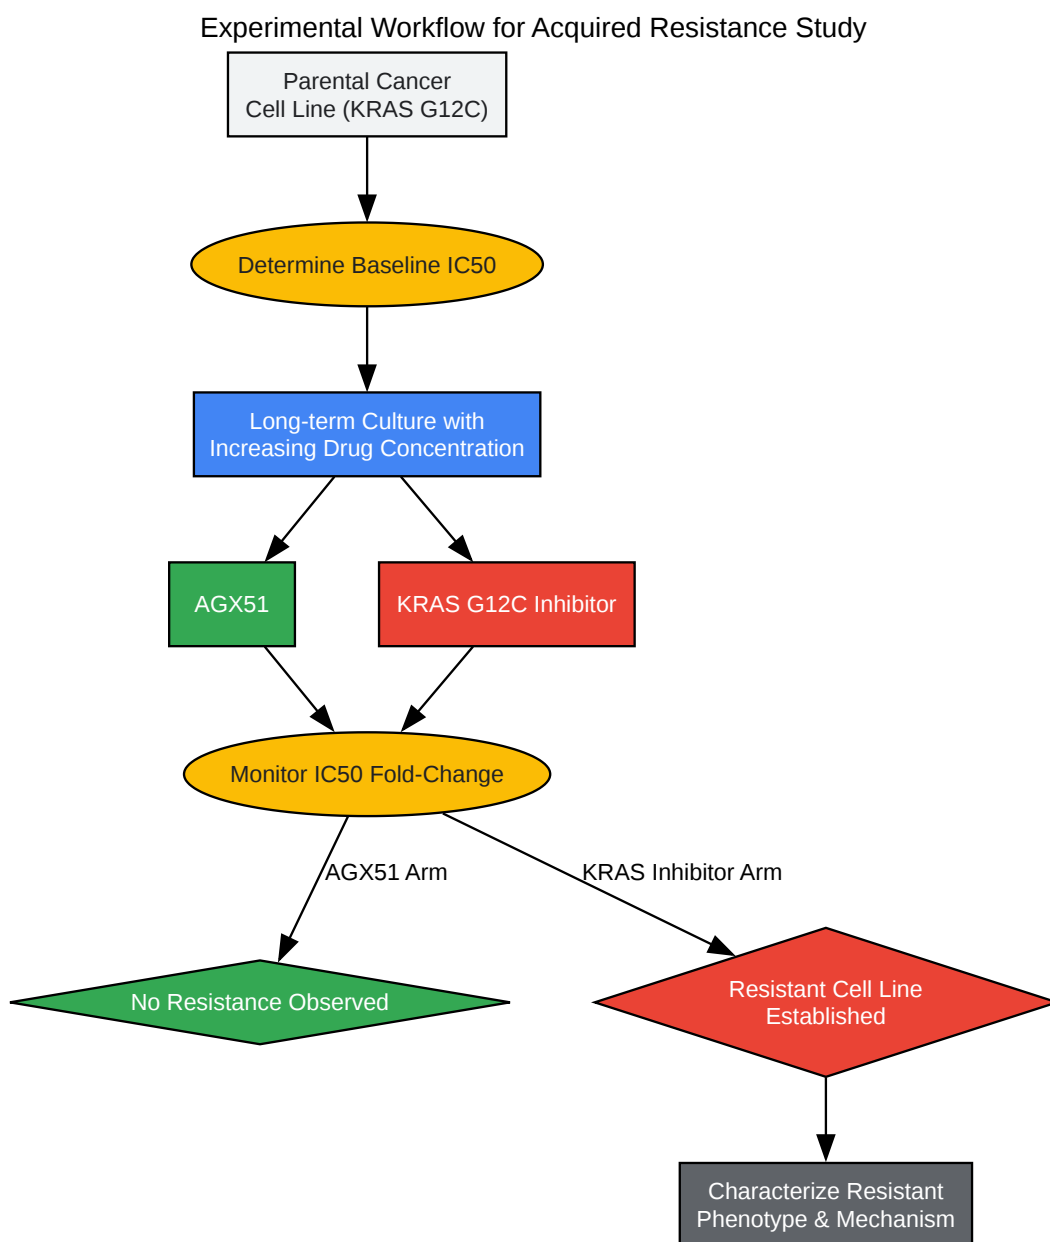 Experimental Workflow for Acquired Resistance Study
Parental Cancer
Cell Line (KRAS G12C)
Determine Baseline IC50
Long-term Culture with
Increasing Drug Concentration
AGX51
KRAS G12C Inhibitor
Monitor IC50 Fold-Change
AGX51 Arm
KRAS Inhibitor Arm
No Resistance Observed
Resistant Cell Line
Established
Characterize Resistant
Phenotype & Mechanism